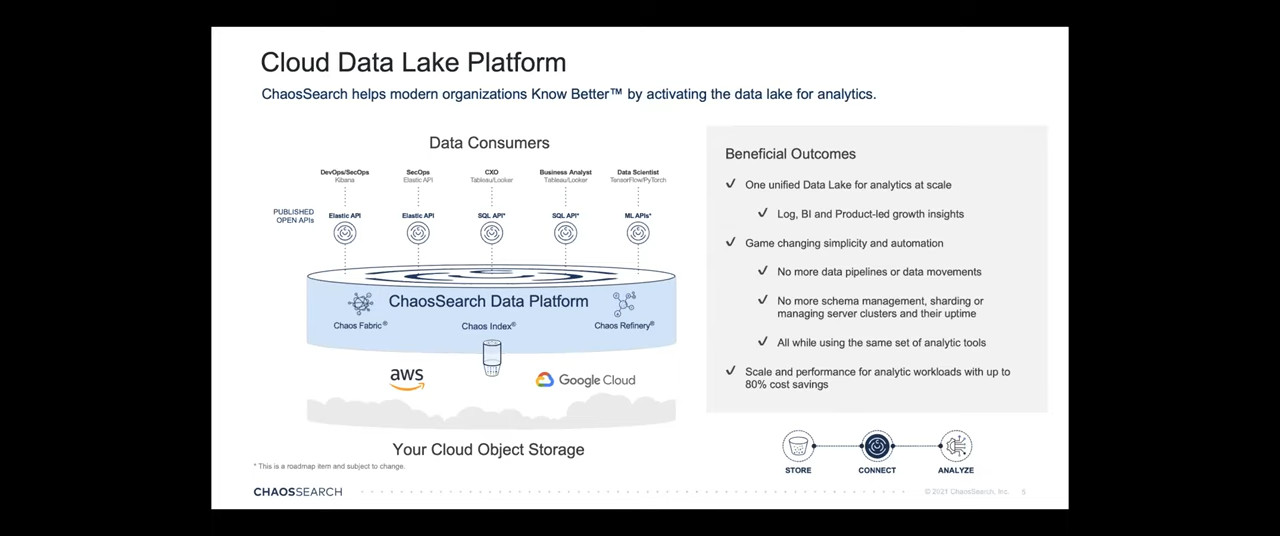 Cloud Data Lake Platform
ChaosSearch helps modern organizations Know Better™ by activating the data lake for analytics.
Data Consumers
DevOps/SecOps SecOps CXO Business Analyst Data Scientist
Kibana Elastic API Tableau/Looker Tableau/Looker TensorFlow/PyTorch
PUBLISHED
OPEN APIs
Elastic API Elastic API SQL API* SQL API* ML APIs*
ChaosSearch Data Platform
Chaos Fabric® Chaos Index® Chaos Refinery®
aws Google Cloud
Your Cloud Object Storage
* This is a roadmap item and subject to change.
Beneficial Outcomes
✓ One unified Data Lake for analytics at scale
✓ Log, BI and Product-led growth insights
✓ Game changing simplicity and automation
✓ No more data pipelines or data movements
✓ No more schema management, sharding or
managing server clusters and their uptime
✓ All while using the same set of analytic tools
✓ Scale and performance for analytic workloads with up to
80% cost savings
STORE CONNECT ANALYZE
CHAOSSEARCH
© 2021 ChaosSearch, Inc. 5